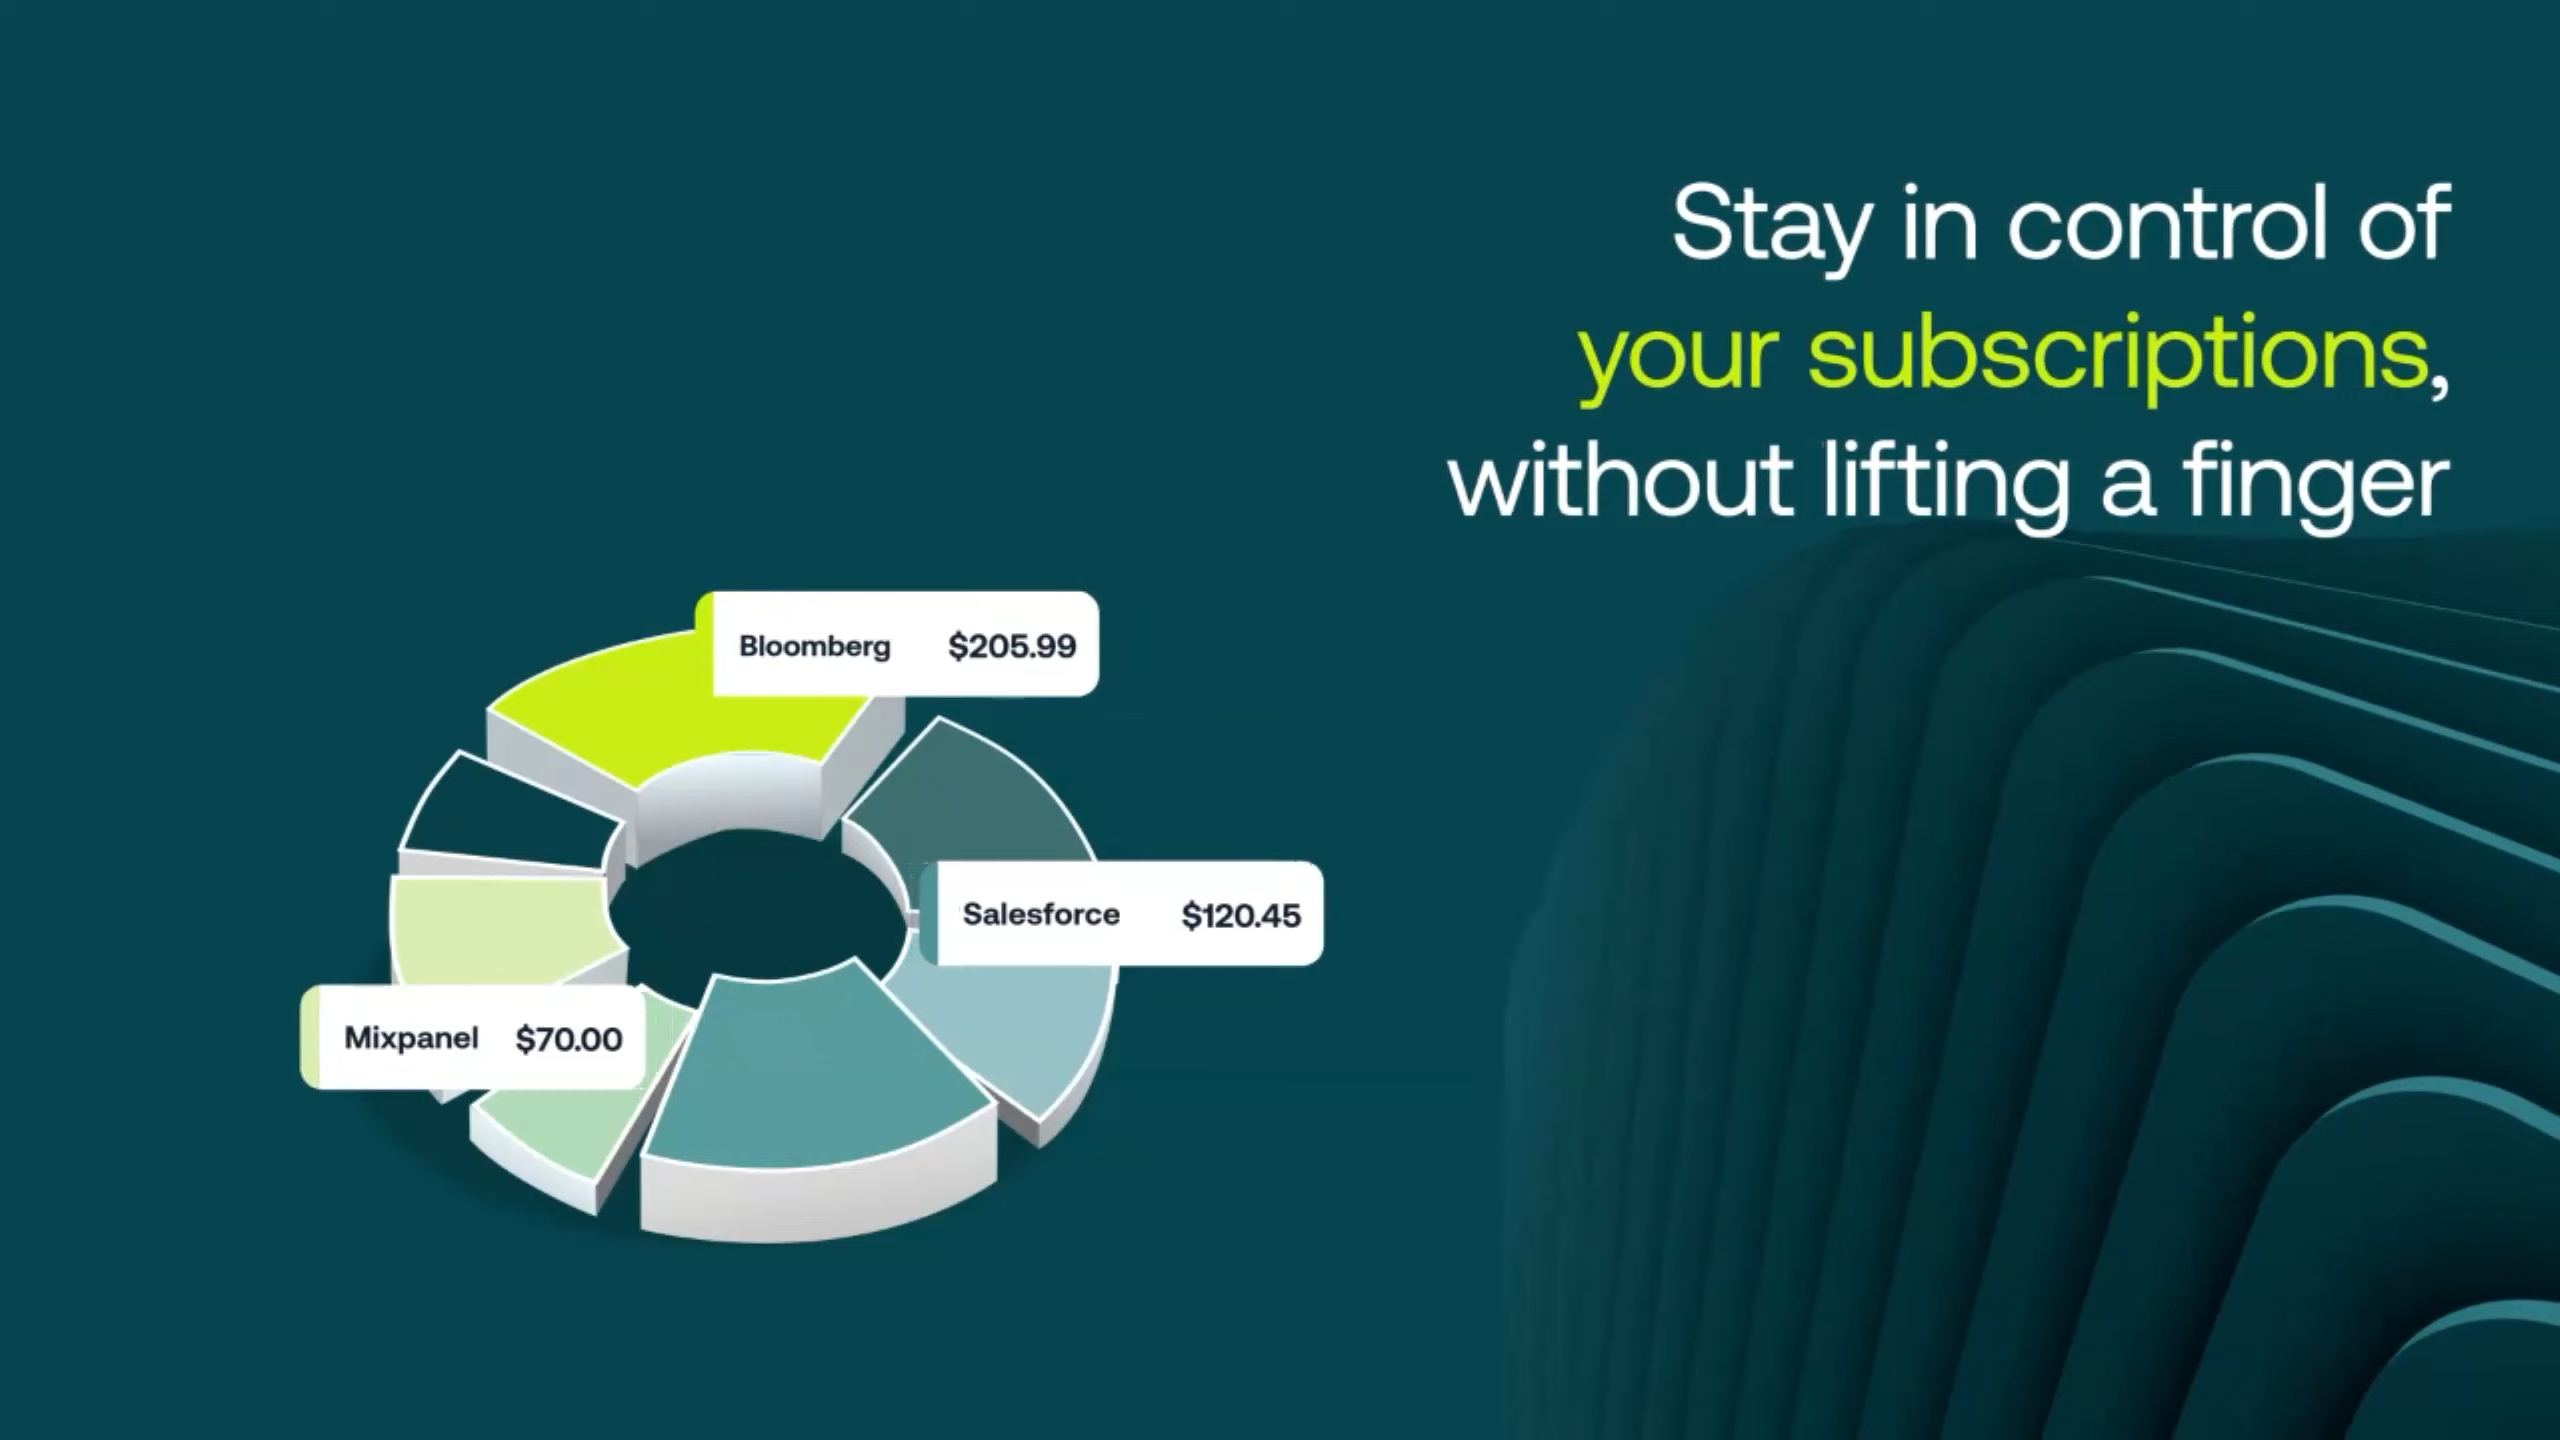 Stay in control of
your subscriptions,
without lifting a finger
Bloomberg $205.99
Salesforce $120.45
Mixpanel $70.00